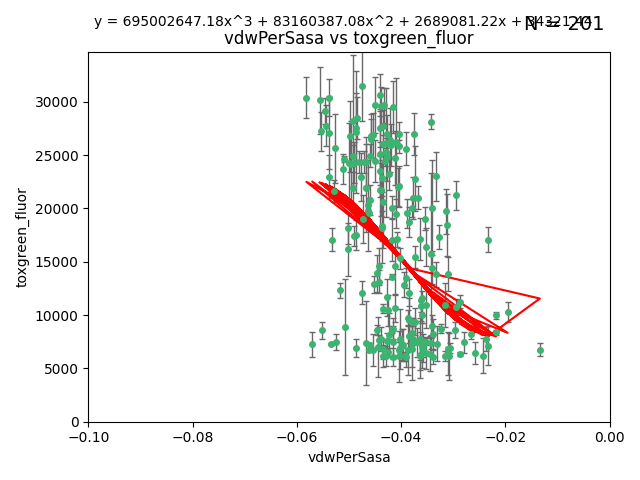 y = 695002647.18x^3 + 83160387.08x^2 + 2689081.22x +
N = 201
vdwPerSasa vs toxgreen_fluor
toxgreen_fluor
30000
25000
20000
15000
10000
5000
0
−0.10 −0.08 −0.06 −0.04 −0.02 0.00
vdwPerSasa